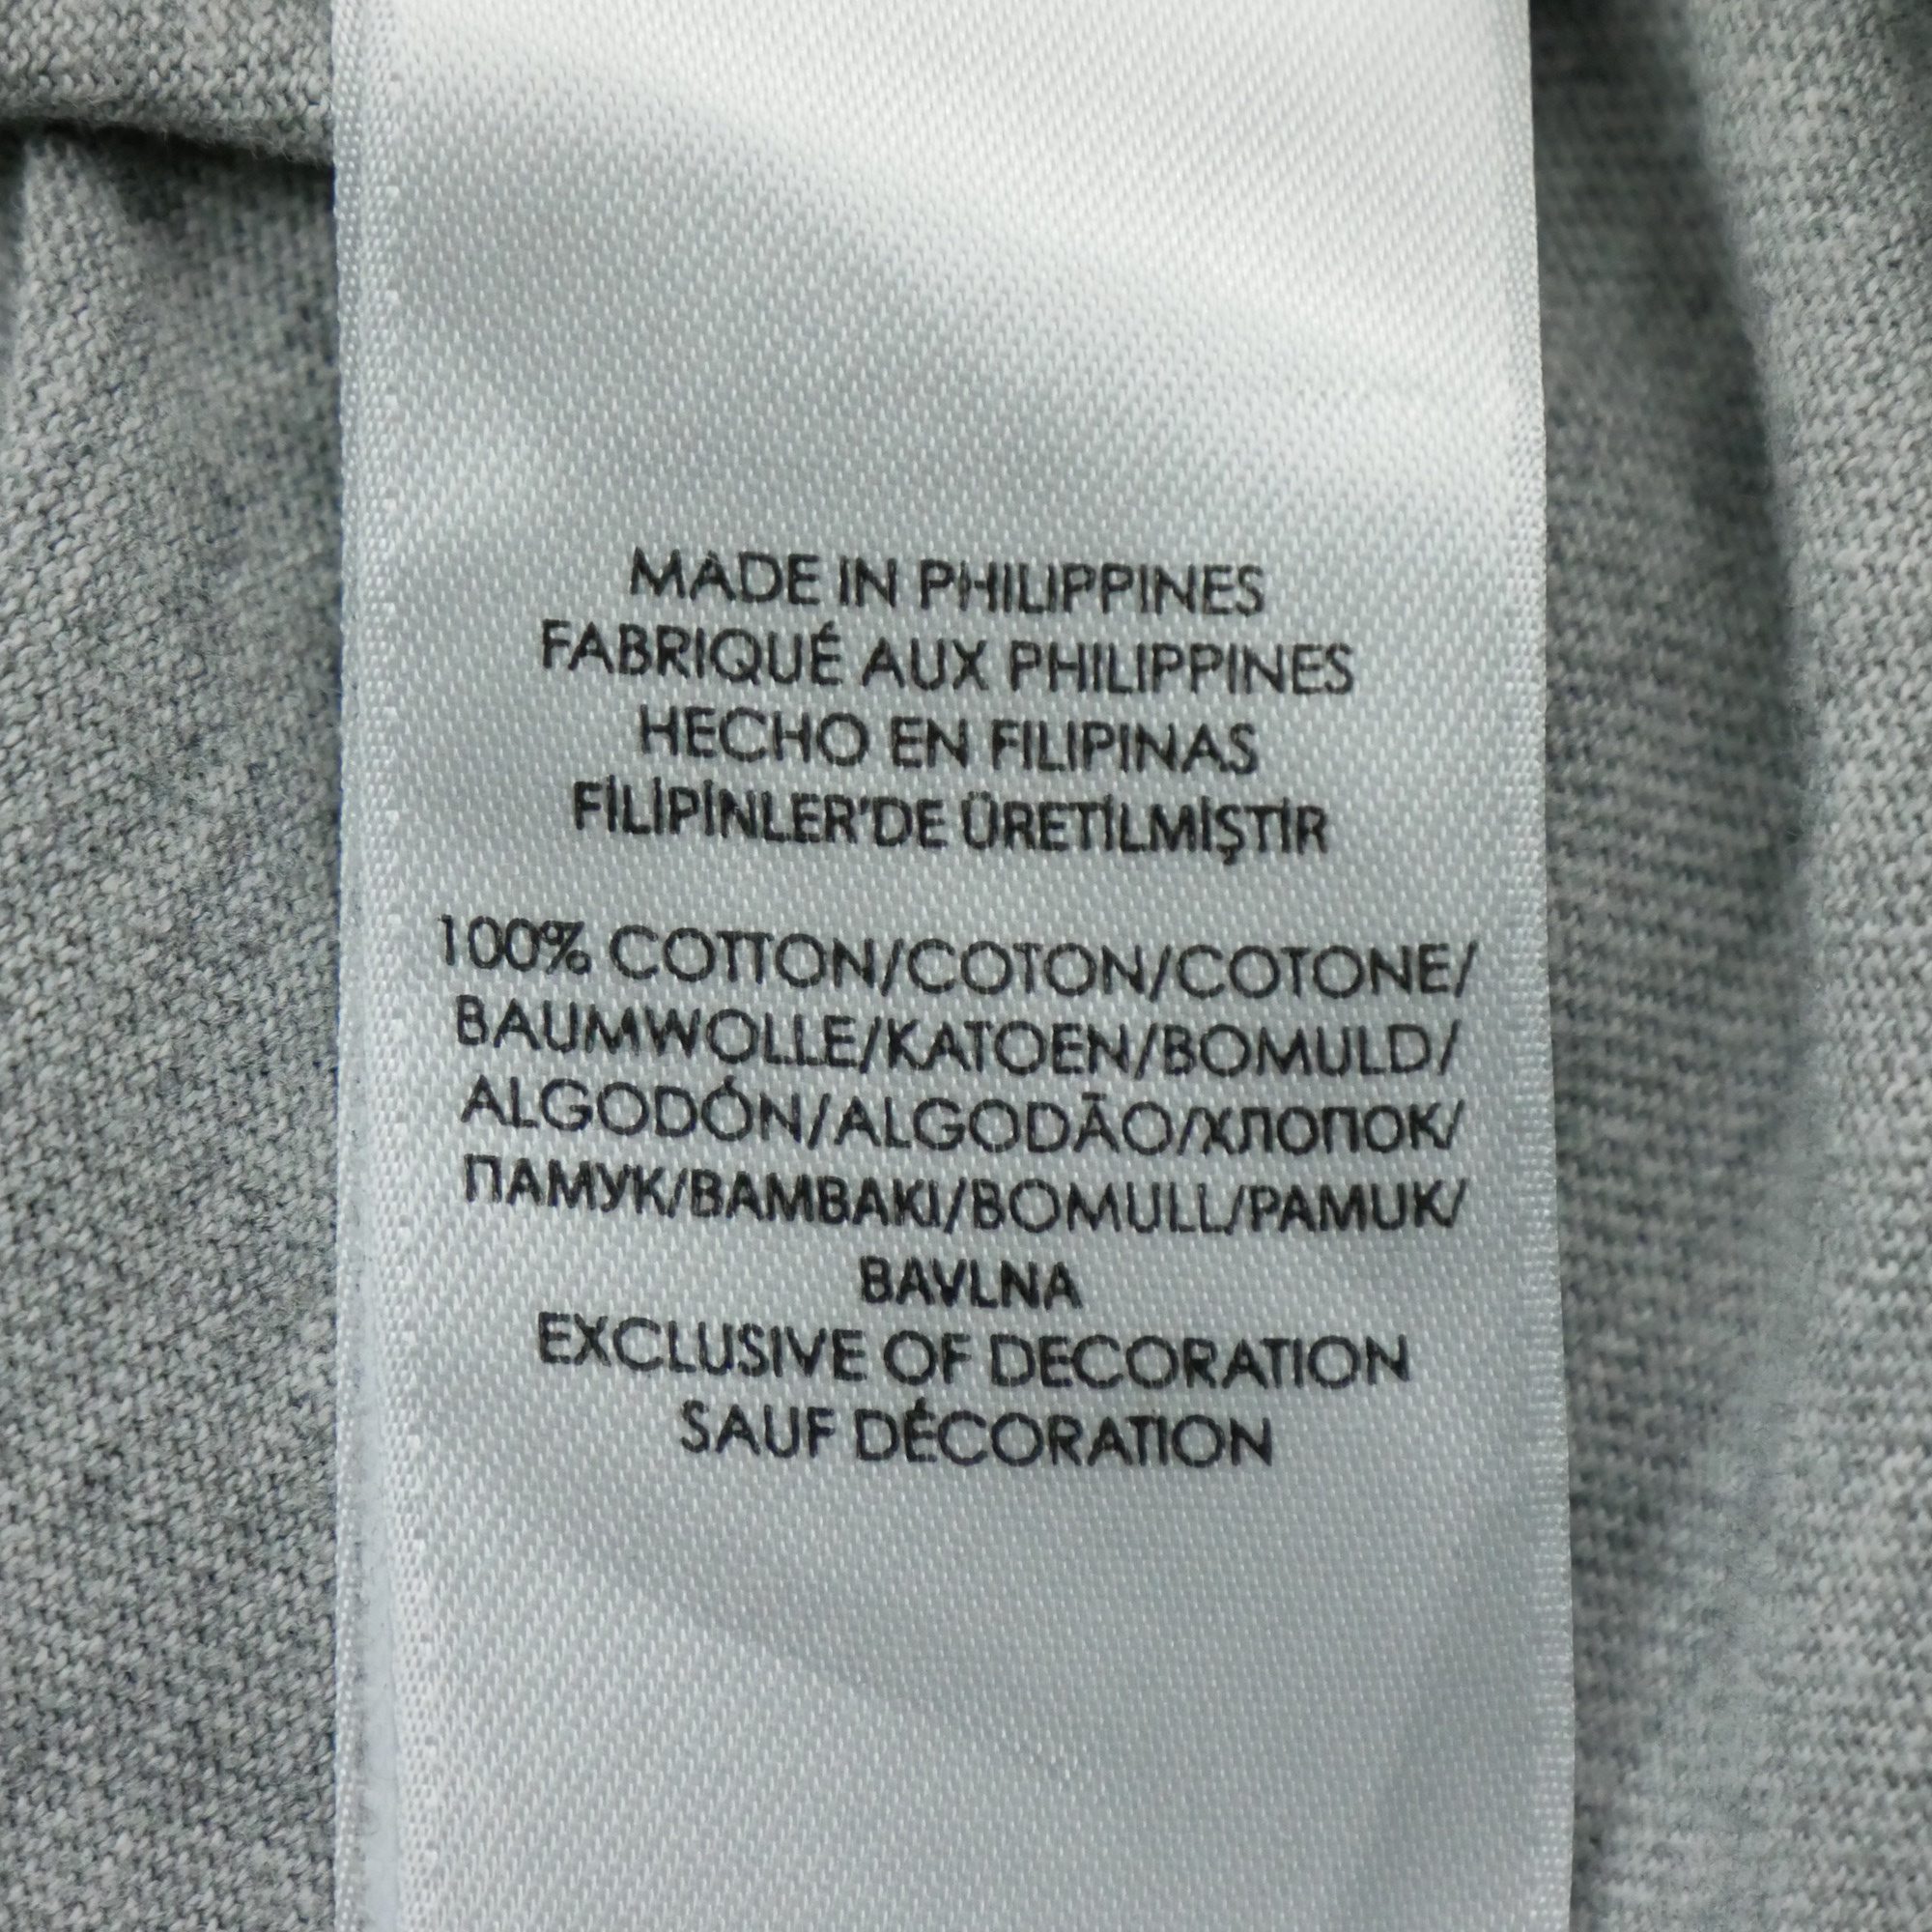 MADE IN PHILIPPINES
FABRIQUÉ AUX PHILIPPINES
HECHO EN FILIPINAS
FİLİPİNLER'DE ÜRETİLMİŞTİR
100% COTTON/COTON/COTONE/
BAUMWOLLE/KATOEN/BOMULD/
ALGODÓN/ALGODÃO/ХЛОПОК/
ПАМУК/ΒΑΜΒΑΚΙ/BOMULL/PAMUK/
BAVLNA
EXCLUSIVE OF DECORATION
SAUF DÉCORATION